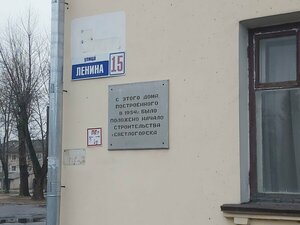 улица
ЛЕНИНА 15
С ЭТОГО ДОМА
ПОСТРОЕННОГО
В 1954г. БЫЛО
ПОЛОЖЕНО НАЧАЛО
СТРОИТЕЛЬСТВА
г.СВЕТЛОГОРСКА